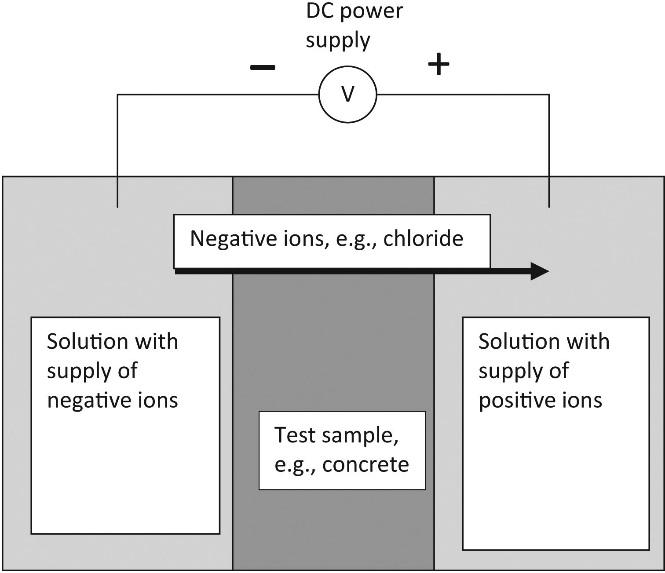 DC power
supply
− +
V
Negative ions, e.g., chloride
Solution with
supply of
negative ions
Solution with
supply of
positive ions
Test sample,
e.g., concrete